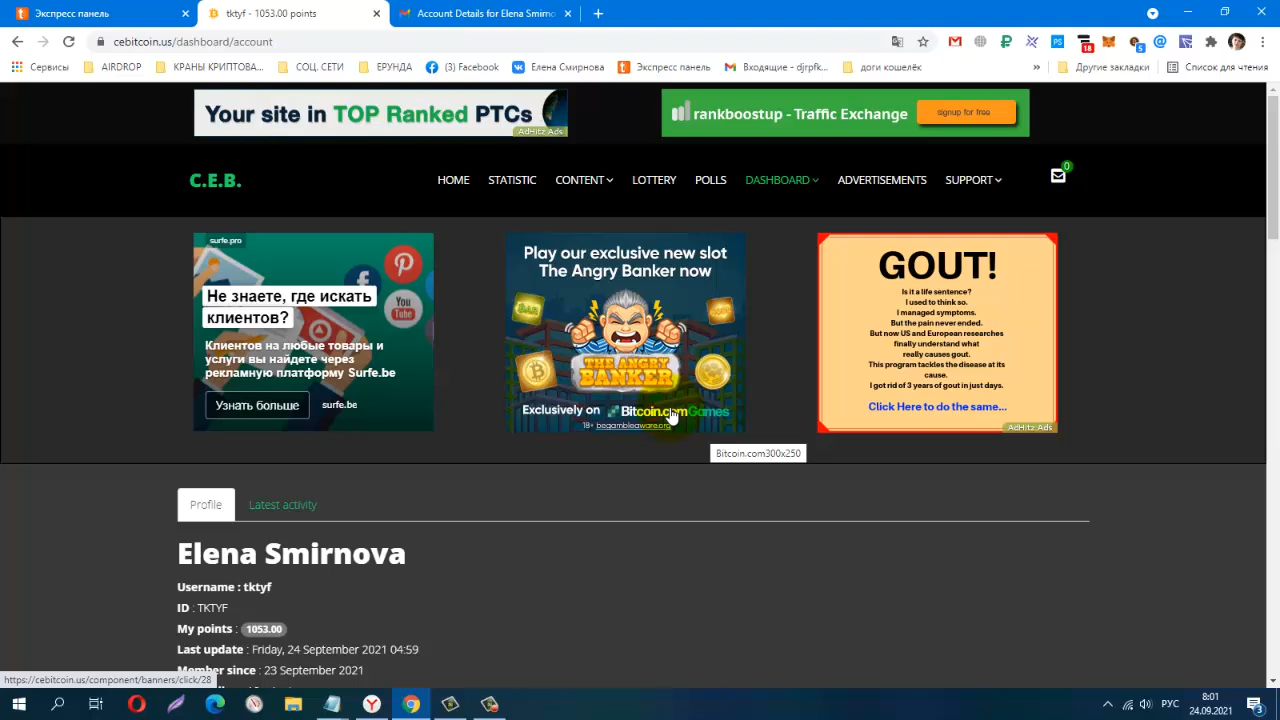 Экспресс панель
tktyf - 1053.00 points
Account Details for Elena Smirno
cebitcoin.us/dashboard/account
18
5
Сервисы
AIRDROP
КРАНЫ КРИПТОВА...
СОЦ. СЕТИ
ЕРУНДА
(3) Facebook
Елена Смирнова
Экспресс панель
Входящие - djrpfk...
доги кошелёк
Другие закладки
Список для чтения
Your site in TOP Ranked PTCs
AdHitz Ads
rankboostup - Traffic Exchange
signup for free
C.E.B.
HOME
STATISTIC
CONTENT
LOTTERY
POLLS
DASHBOARD
ADVERTISEMENTS
SUPPORT
0
surfe.pro
Не знаете, где искать
клиентов?
Клиентов на любые товары и
услуги вы найдете через
рекламную платформу Surfe.be
Узнать больше
surfe.be
You
Tube
Play our exclusive new slot
The Angry Banker now
BAR
THE ANGRY
BANKER
Exclusively on
Bitcoin.comGames
18+ begambleaware.org
GOUT!
Is it a life sentence?
I used to think so.
I managed symptoms.
But the pain never ended.
But now US and European researches
finally understand what
really causes gout.
This program tackles the disease at its
cause.
I got rid of 3 years of gout in just days.
Click Here to do the same...
AdHitz Ads
Bitcoin.com300x250
Profile
Latest activity
Elena Smirnova
Username : tktyf
ID : TKTYF
My points : 1053.00
Last update : Friday, 24 September 2021 04:59
Member since : 23 September 2021
https://cebitcoin.us/component/banners/click/28
РУС
8:01
24.09.2021
3